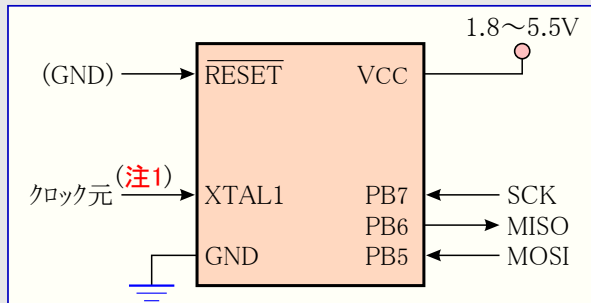 1.8～5.5V
(GND) RESET VCC
ｸﾛｯｸ元 (注1) XTAL1 PB7 SCK
PB6 MISO
GND PB5 MOSI